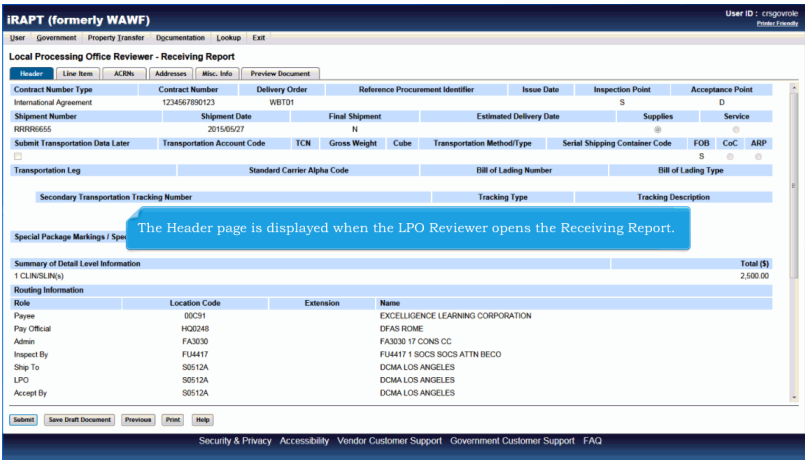 iRAPT (formerly WAWF)
User ID : crsgovrole
Printer Friendly
User Government Property Transfer Documentation Lookup Exit
Local Processing Office Reviewer - Receiving Report
Header Line Item ACRNs Addresses Misc. Info Preview Document
Contract Number Type Contract Number Delivery Order Reference Procurement Identifier Issue Date Inspection Point Acceptance Point
International Agreement 1234567890123 WBT01 S D
Shipment Number Shipment Date Final Shipment Estimated Delivery Date Supplies Service
RRRR6655 2015/05/27 N
Submit Transportation Data Later Transportation Account Code TCN Gross Weight Cube Transportation Method/Type Serial Shipping Container Code FOB CoC ARP
S
Transportation Leg Standard Carrier Alpha Code Bill of Lading Number Bill of Lading Type
Secondary Transportation Tracking Number Tracking Type Tracking Description
The Header page is displayed when the LPO Reviewer opens the Receiving Report.
Special Package Markings / Spe
Summary of Detail Level Information Total ($)
1 CLIN/SLIN(s) 2,500.00
Routing Information
Role Location Code Extension Name
Payee 00C91 EXCELLIGENCE LEARNING CORPORATION
Pay Official HQ0248 DFAS ROME
Admin FA3030 FA3030 17 CONS CC
Inspect By FU4417 FU4417 1 SOCS SOCS ATTN BECO
Ship To S0512A DCMA LOS ANGELES
LPO S0512A DCMA LOS ANGELES
Accept By S0512A DCMA LOS ANGELES
Submit Save Draft Document Previous Print Help
Security & Privacy Accessibility Vendor Customer Support Government Customer Support FAQ